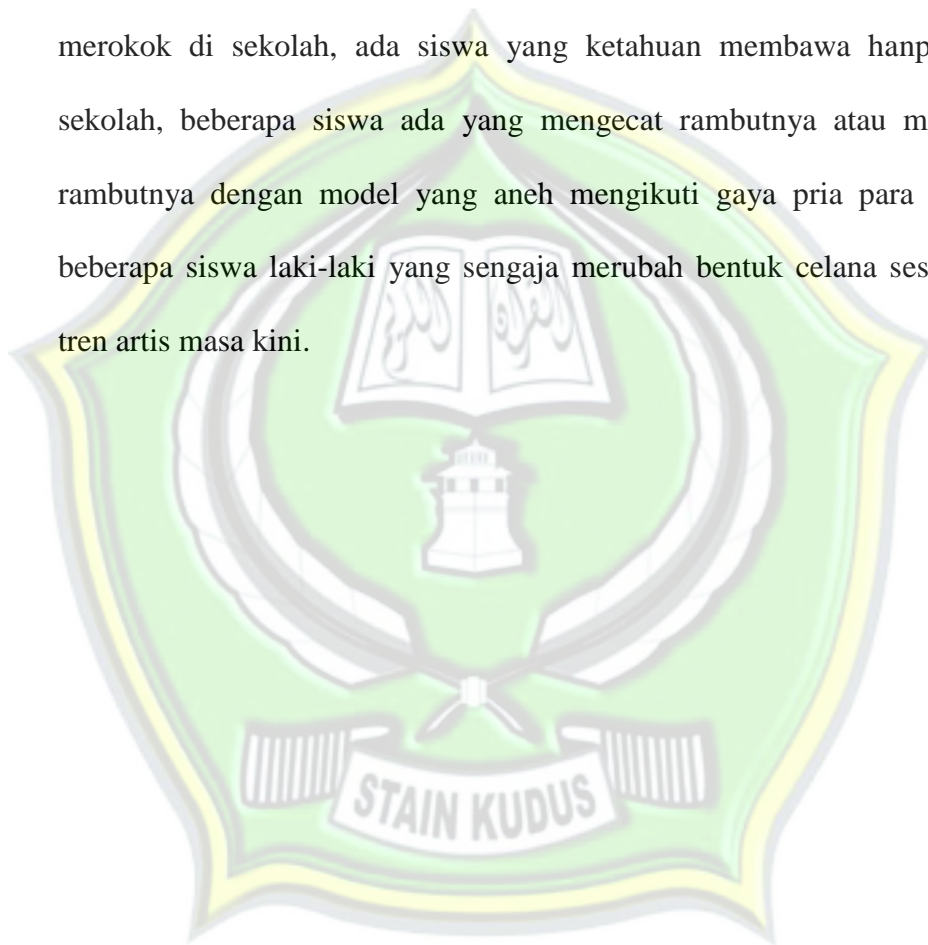 merokok di sekolah, ada siswa yang ketahuan membawa hanp
sekolah, beberapa siswa ada yang mengecat rambutnya atau m
rambutnya dengan model yang aneh mengikuti gaya pria para
beberapa siswa laki-laki yang sengaja merubah bentuk celana ses
tren artis masa kini.
STAIN KUDUS